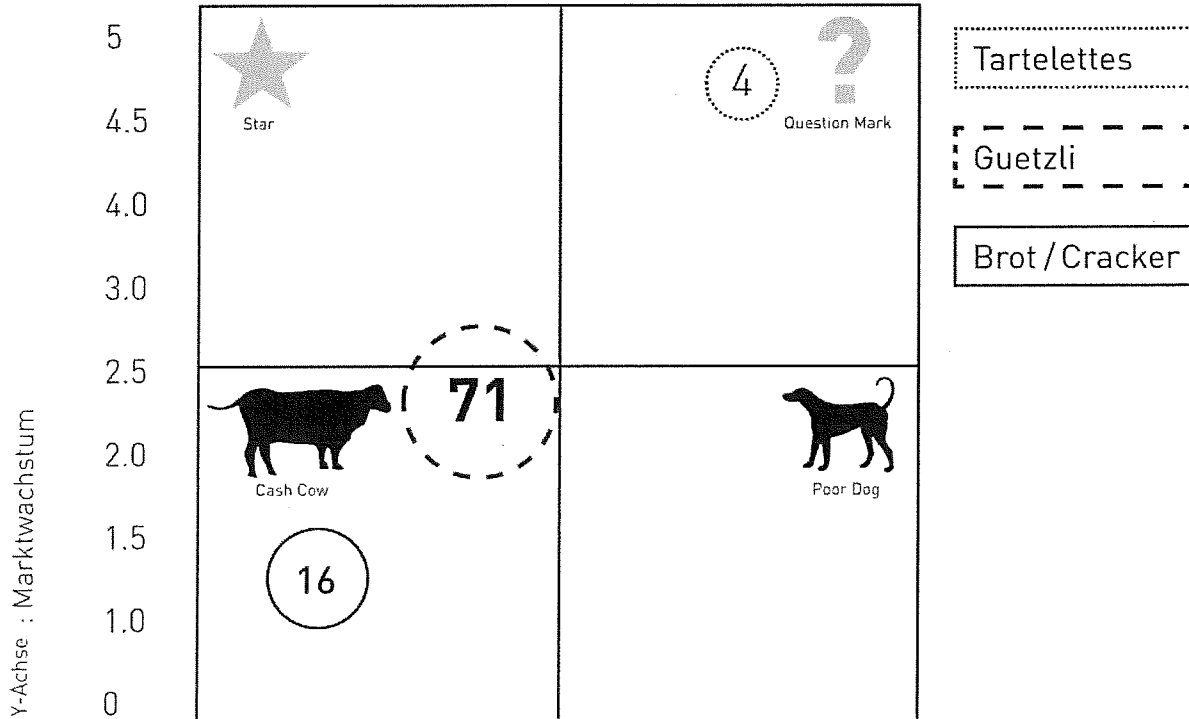 5
4.5
4.0
3.0
2.5
2.0
1.5
1.0
0
Y-Achse : Marktwachstum
Star
4
?
Question Mark
71
Cash Cow
Poor Dog
16
Tartelettes
Guetzli
Brot / Cracker